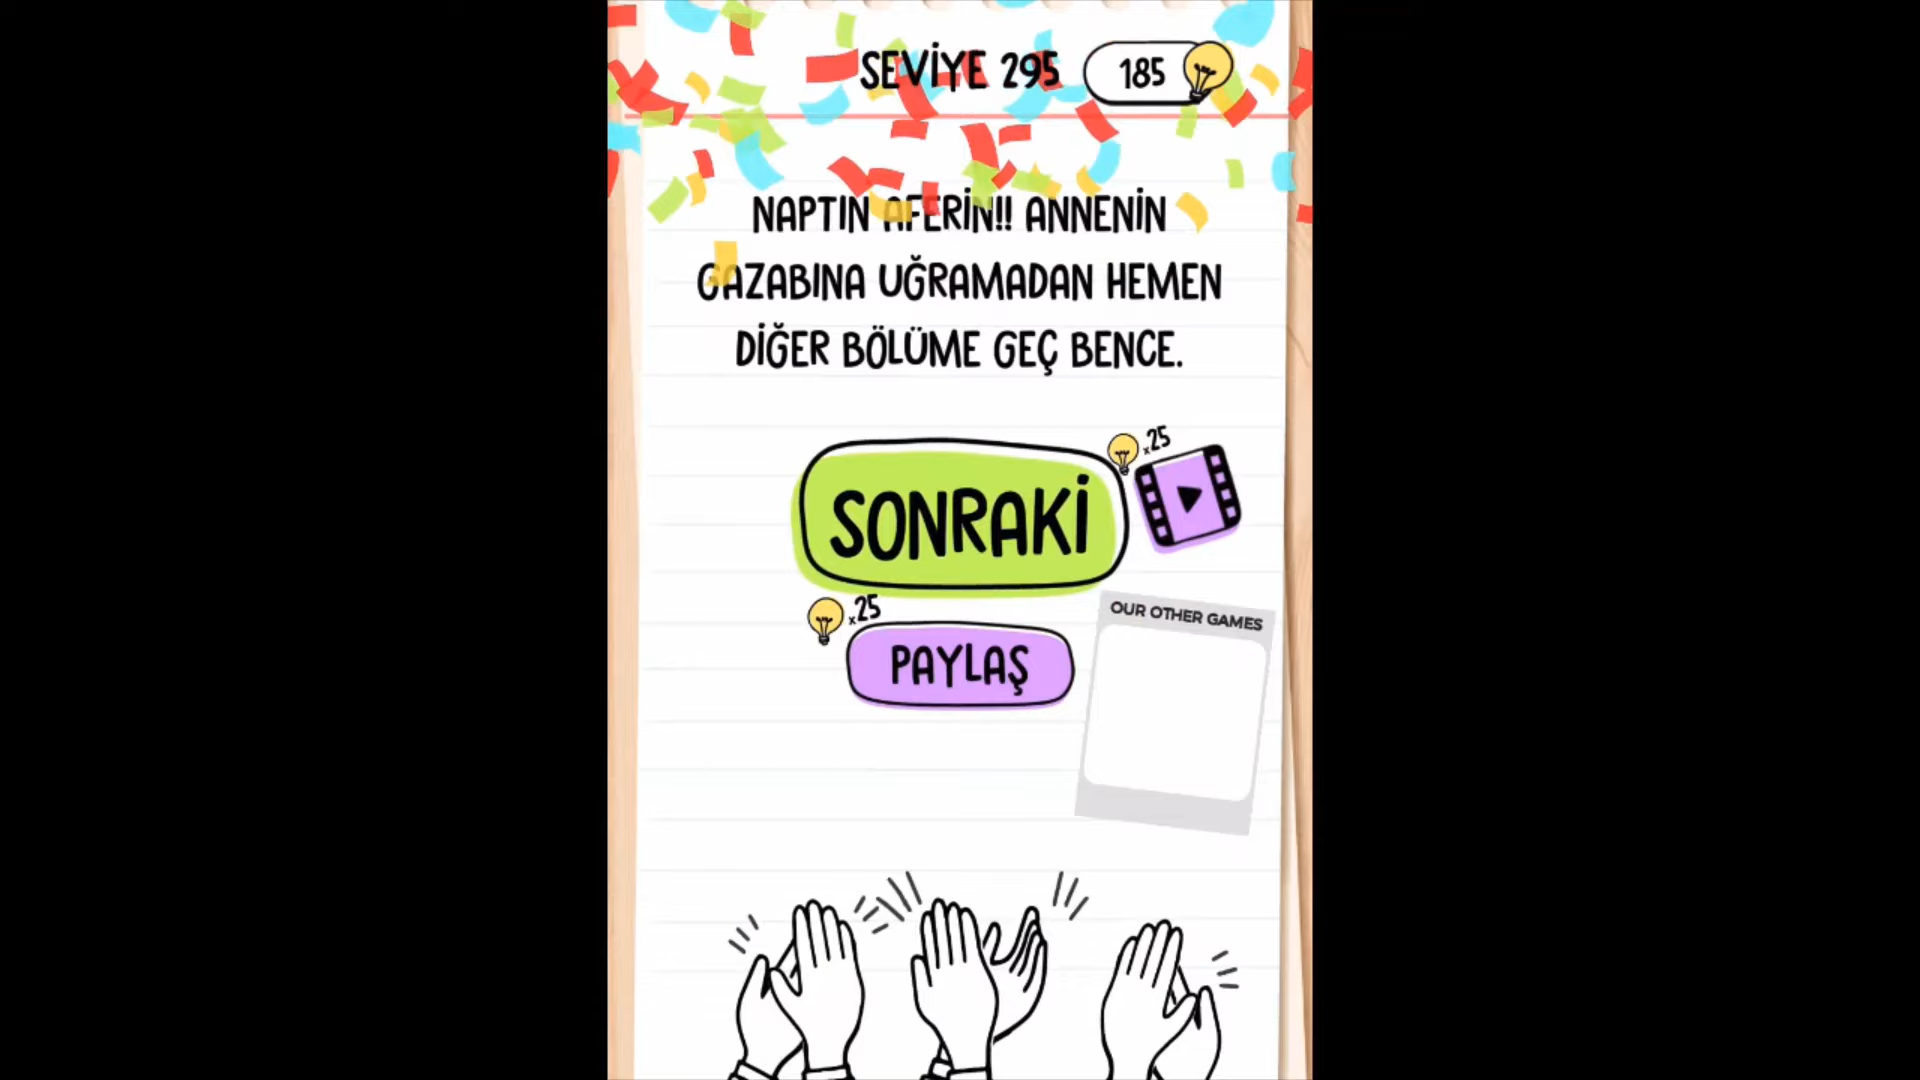 SEVİYE 295
185
NAPTIN AFERİN!! ANNENİN
GAZABINA UĞRAMADAN HEMEN
DİĞER BÖLÜME GEÇ BENCE.
x25
SONRAKİ
x25
PAYLAŞ
OUR OTHER GAMES